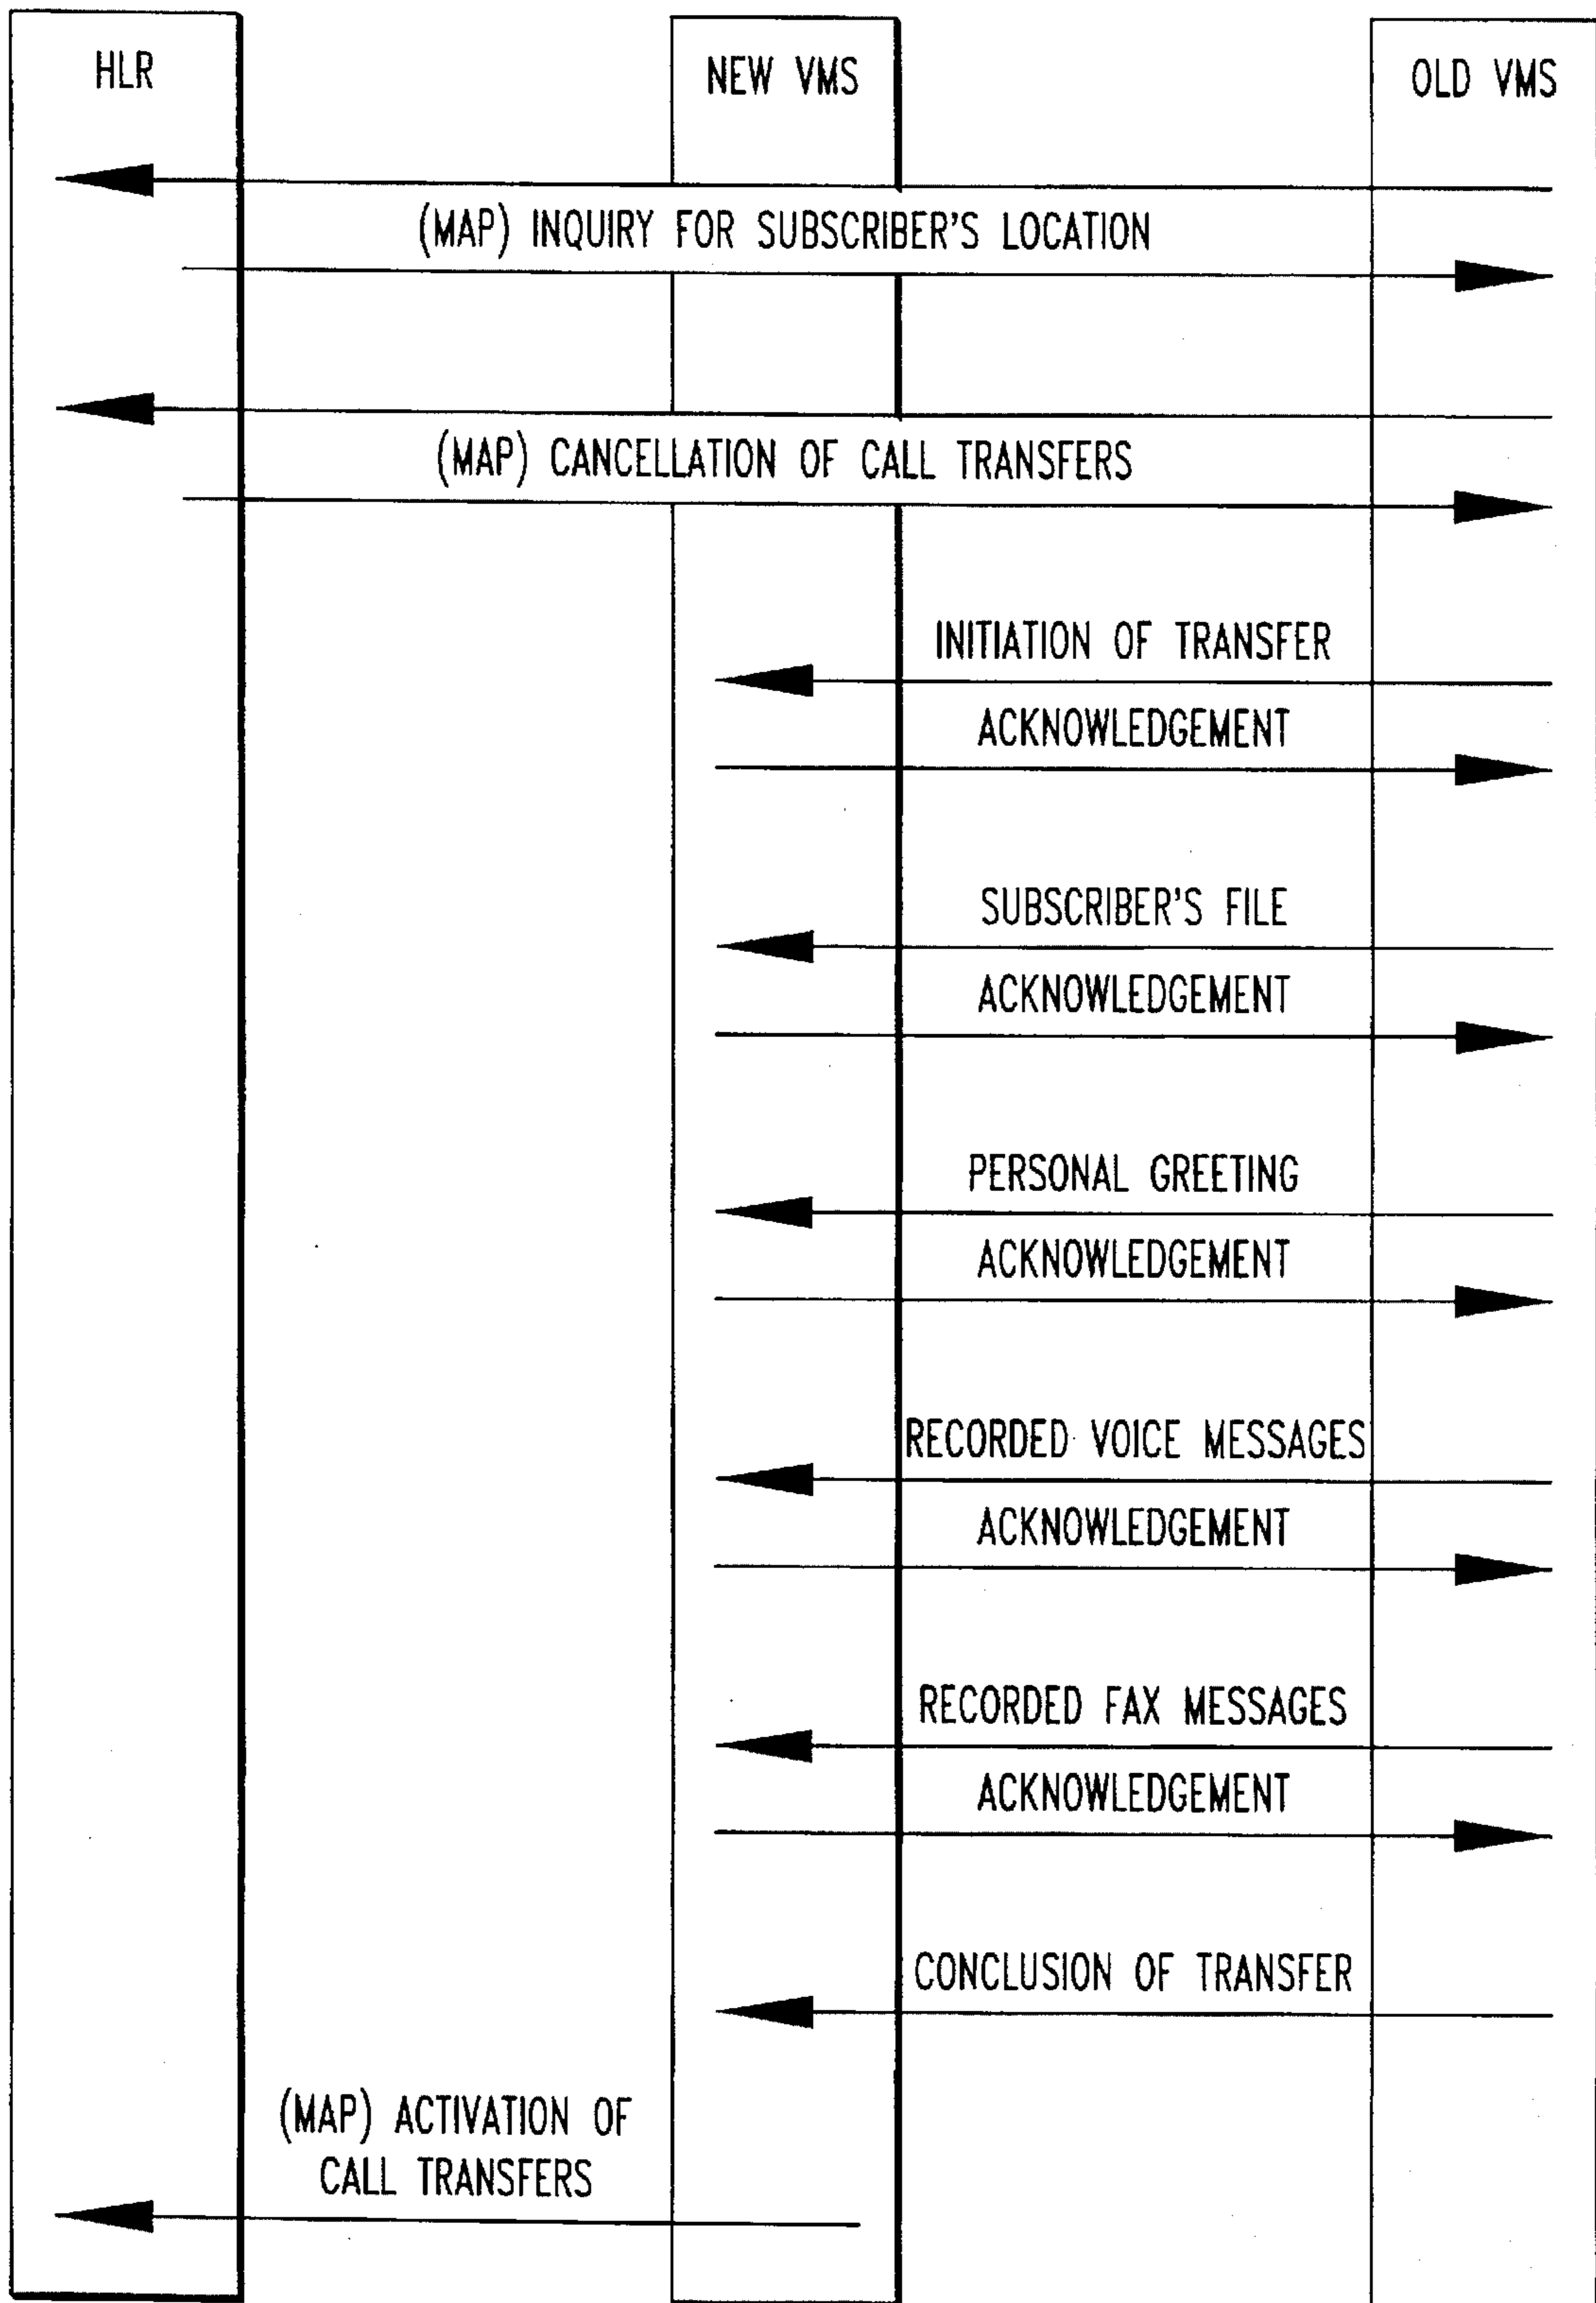 HLR
NEW VMS
OLD VMS
(MAP) INQUIRY FOR SUBSCRIBER'S LOCATION
(MAP) CANCELLATION OF CALL TRANSFERS
INITIATION OF TRANSFER
ACKNOWLEDGEMENT
SUBSCRIBER'S FILE
ACKNOWLEDGEMENT
PERSONAL GREETING
ACKNOWLEDGEMENT
RECORDED VOICE MESSAGES
ACKNOWLEDGEMENT
RECORDED FAX MESSAGES
ACKNOWLEDGEMENT
CONCLUSION OF TRANSFER
(MAP) ACTIVATION OF
CALL TRANSFERS